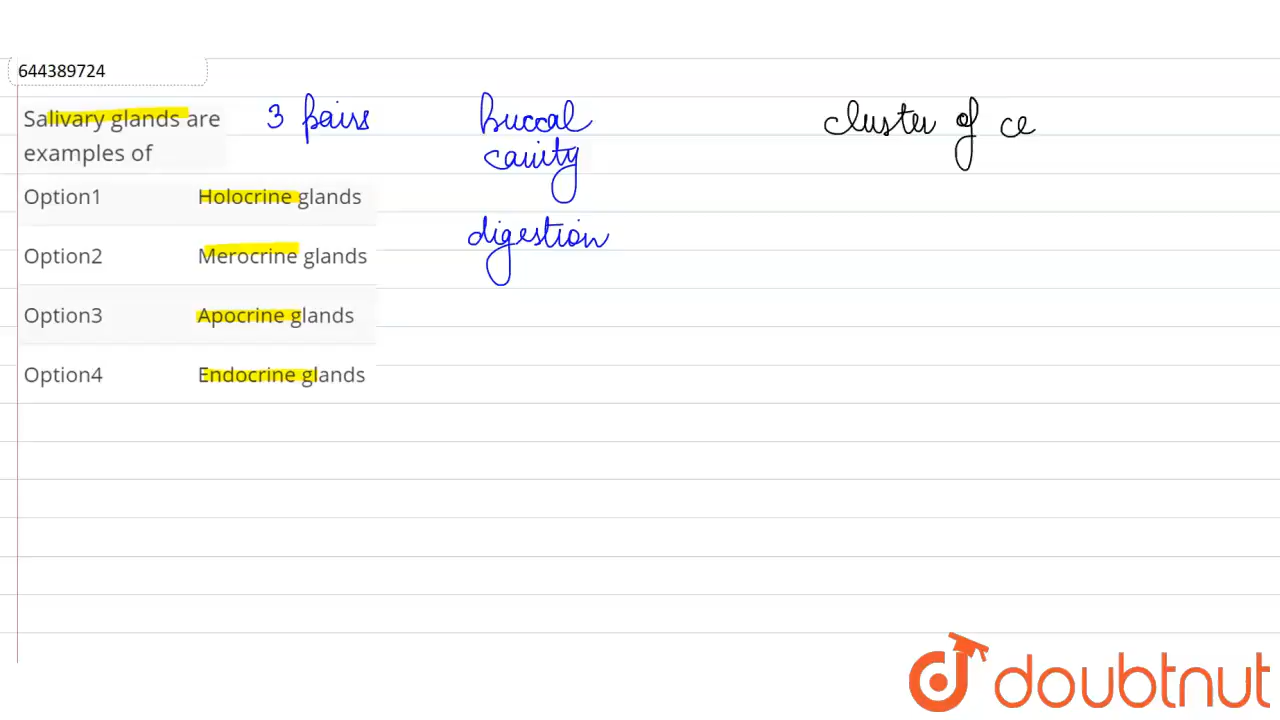 644389724
Salivary glands are 3 pairs buccal cluster of ce
examples of cavity
Option1 Holocrine glands
digestion
Option2 Merocrine glands
Option3 Apocrine glands
Option4 Endocrine glands
doubtnut